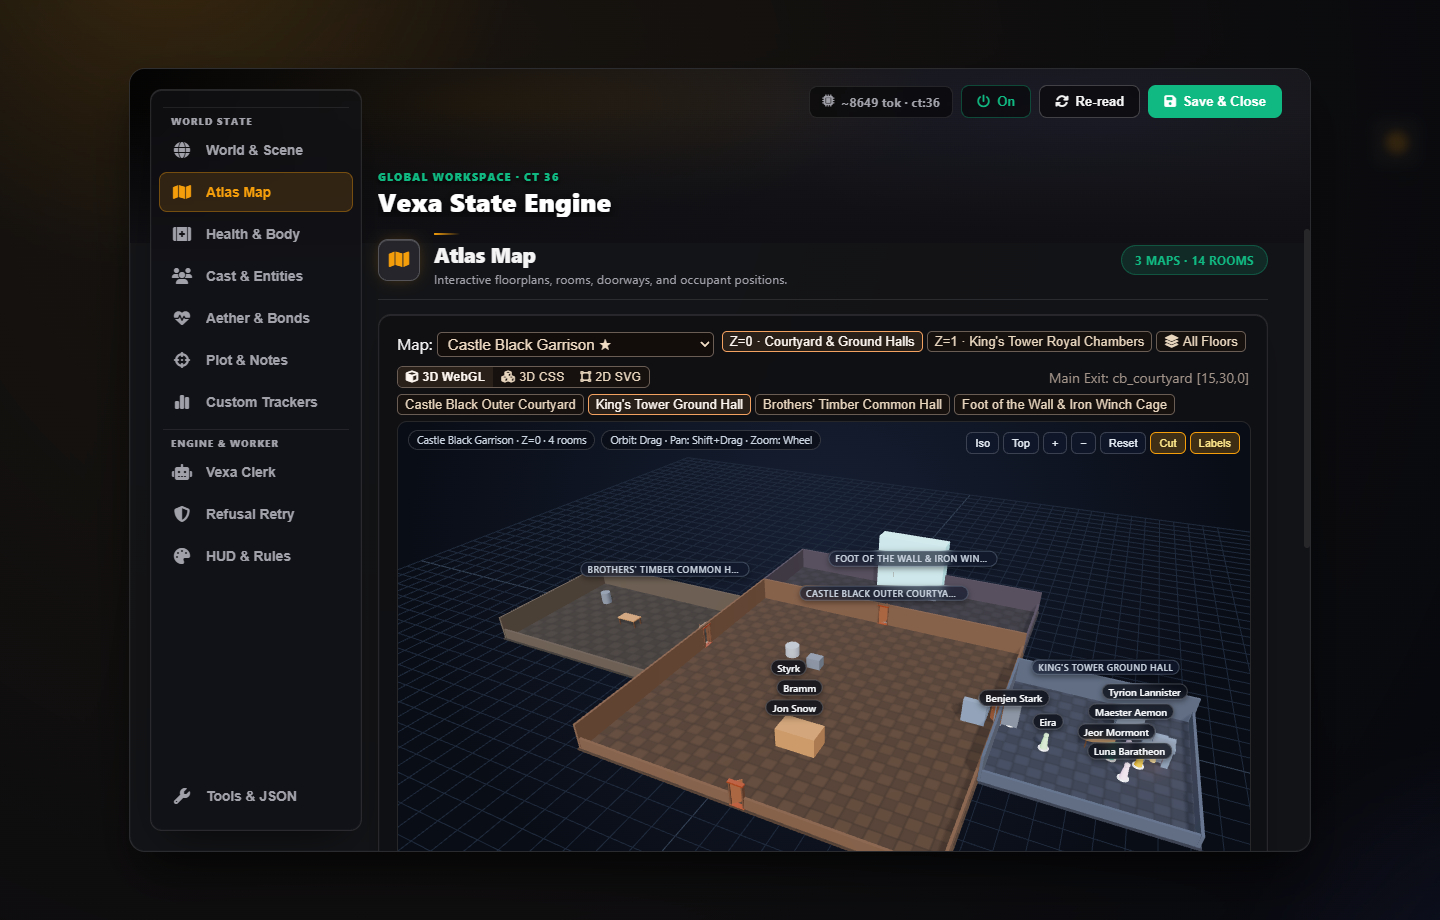 ~8649 tok · ct:36
On
Re-read
Save & Close
WORLD STATE
World & Scene
Atlas Map
Health & Body
Cast & Entities
Aether & Bonds
Plot & Notes
Custom Trackers
ENGINE & WORKER
Vexa Clerk
Refusal Retry
HUD & Rules
Tools & JSON
GLOBAL WORKSPACE · CT 36
Vexa State Engine
Atlas Map
Interactive floorplans, rooms, doorways, and occupant positions.
3 MAPS · 14 ROOMS
Map: Castle Black Garrison ★
Z=0 · Courtyard & Ground Halls
Z=1 · King's Tower Royal Chambers
All Floors
3D WebGL
3D CSS
2D SVG
Main Exit: cb_courtyard [15,30,0]
Castle Black Outer Courtyard
King's Tower Ground Hall
Brothers' Timber Common Hall
Foot of the Wall & Iron Winch Cage
Castle Black Garrison · Z=0 · 4 rooms
Orbit: Drag · Pan: Shift+Drag · Zoom: Wheel
Iso
Top
+
−
Reset
Cut
Labels
FOOT OF THE WALL & IRON WIN...
BROTHERS' TIMBER COMMON H...
CASTLE BLACK OUTER COURTYA...
KING'S TOWER GROUND HALL
Styrk
Bramm
Jon Snow
Benjen Stark
Eira
Tyrion Lannister
Maester Aemon
Jeor Mormont
Luna Baratheon